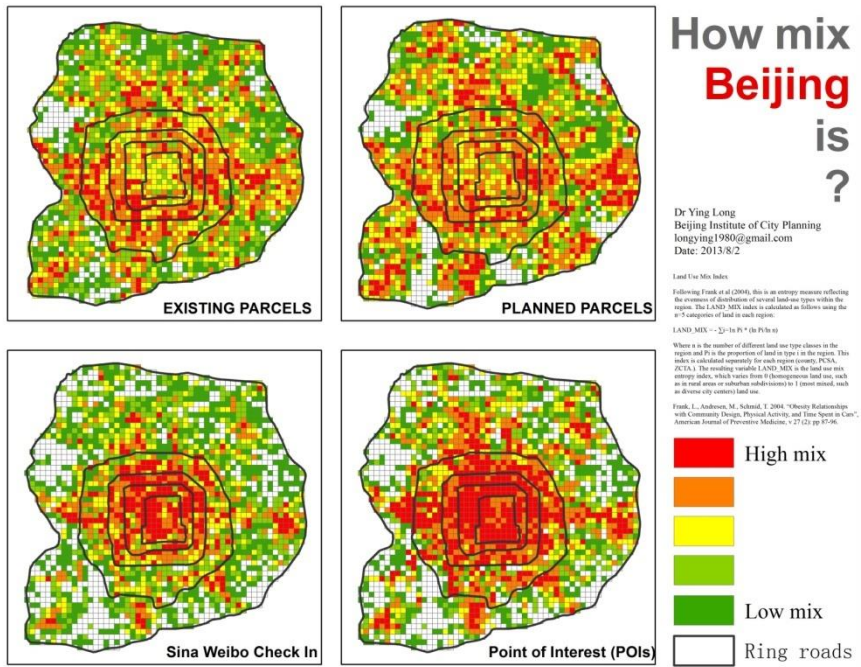 EXISTING PARCELS
PLANNED PARCELS
Sina Weibo Check In
Point of Interest (POIs)
How mix
Beijing
is
?
Dr Ying Long
Beijing Institute of City Planning
longying1980@gmail.com
Date: 2013/8/2
Land Use Mix Index
Following Frank et al (2004), this is an entropy measure reflecting
the evenness of distribution of several land-use types within the
region. The LAND_MIX index is calculated as follows using the
n=5 categories of land in each region:
LAND_MIX = - ∑i=1n Pi * (ln Pi/ln n)
Where n is the number of different land use type classes in the
region and Pi is the proportion of land in type i in the region. This
index is calculated separately for each region (county, PCSA,
ZCTA.). The resulting variable LAND_MIX is the land use mix
entropy index, which varies from 0 (homogeneous land use, such
as in rural areas or suburban subdivisions) to 1 (most mixed, such
as diverse city centers) land use.
Frank, L., Andresen, M., Schmid, T. 2004. "Obesity Relationships
with Community Design, Physical Activity, and Time Spent in Cars",
American Journal of Preventive Medicine, v 27 (2): pp 87-96.
High mix
Low mix
Ring roads